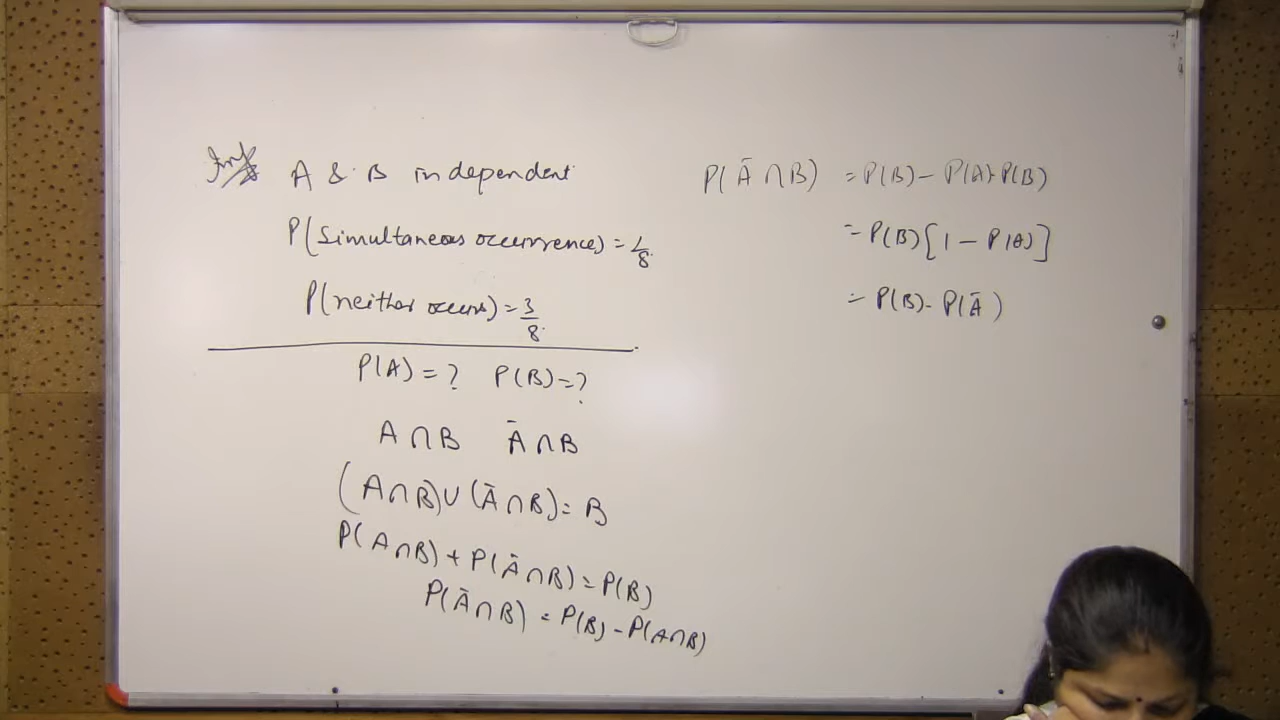 A & B independent
P(Simultaneous occurrence) = 1/8.
P(neither occurs) = 3/8.
P(A) = ? P(B) = ?
A ∩ B Ā ∩ B
(A ∩ B) ∪ (Ā ∩ B) = B
P(A ∩ B) + P(Ā ∩ B) = P(B)
P(Ā ∩ B) = P(B) - P(A ∩ B)
P(Ā ∩ B) = P(B) - P(A)·P(B)
= P(B)[1 - P(A)]
= P(B)·P(Ā)